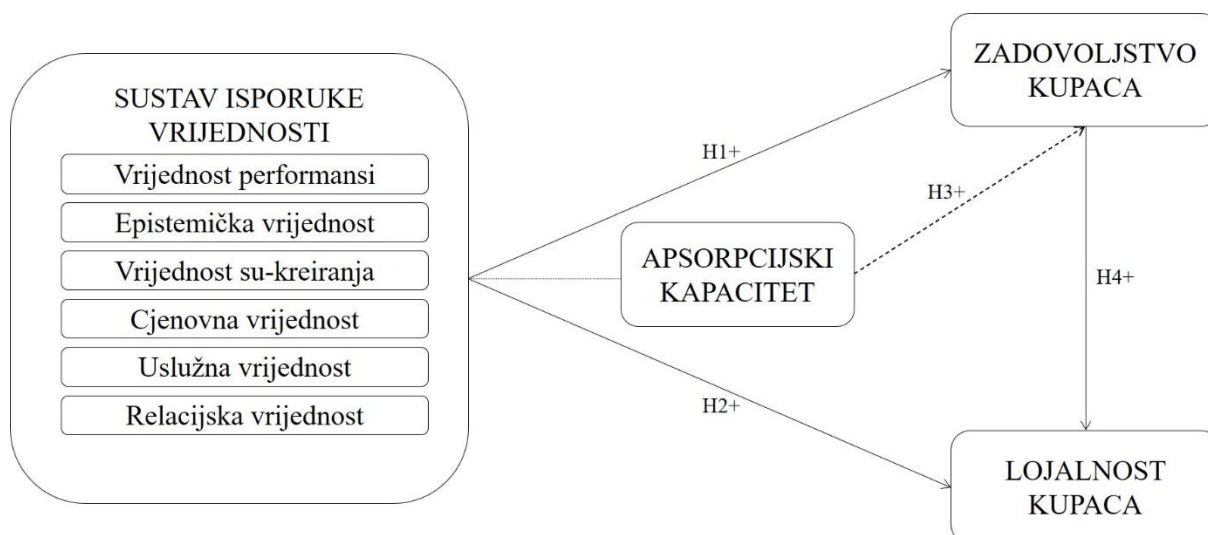 SUSTAV ISPORUKE
VRIJEDNOSTI
Vrijednost performansi
Epistemička vrijednost
Vrijednost su-kreiranja
Cjenovna vrijednost
Uslužna vrijednost
Relacijska vrijednost
H1+
APSORPCIJSKI
KAPACITET
H2+
H3+
ZADOVOLJSTVO
KUPACA
H4+
LOJALNOST
KUPACA